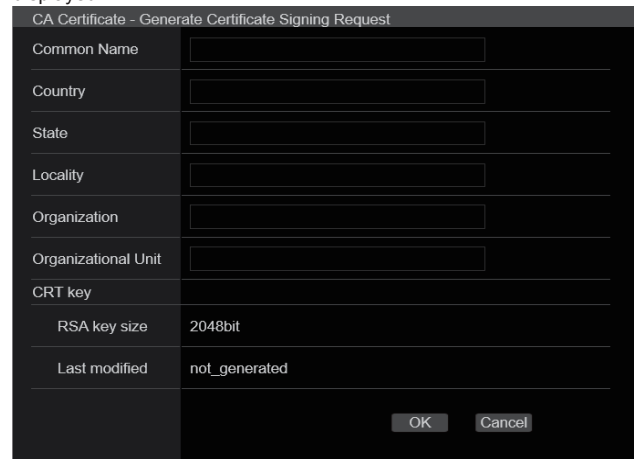 CA Certificate - Generate Certificate Signing Request
Common Name
Country
State
Locality
Organization
Organizational Unit
CRT key
RSA key size 2048bit
Last modified not_generated
OK Cancel